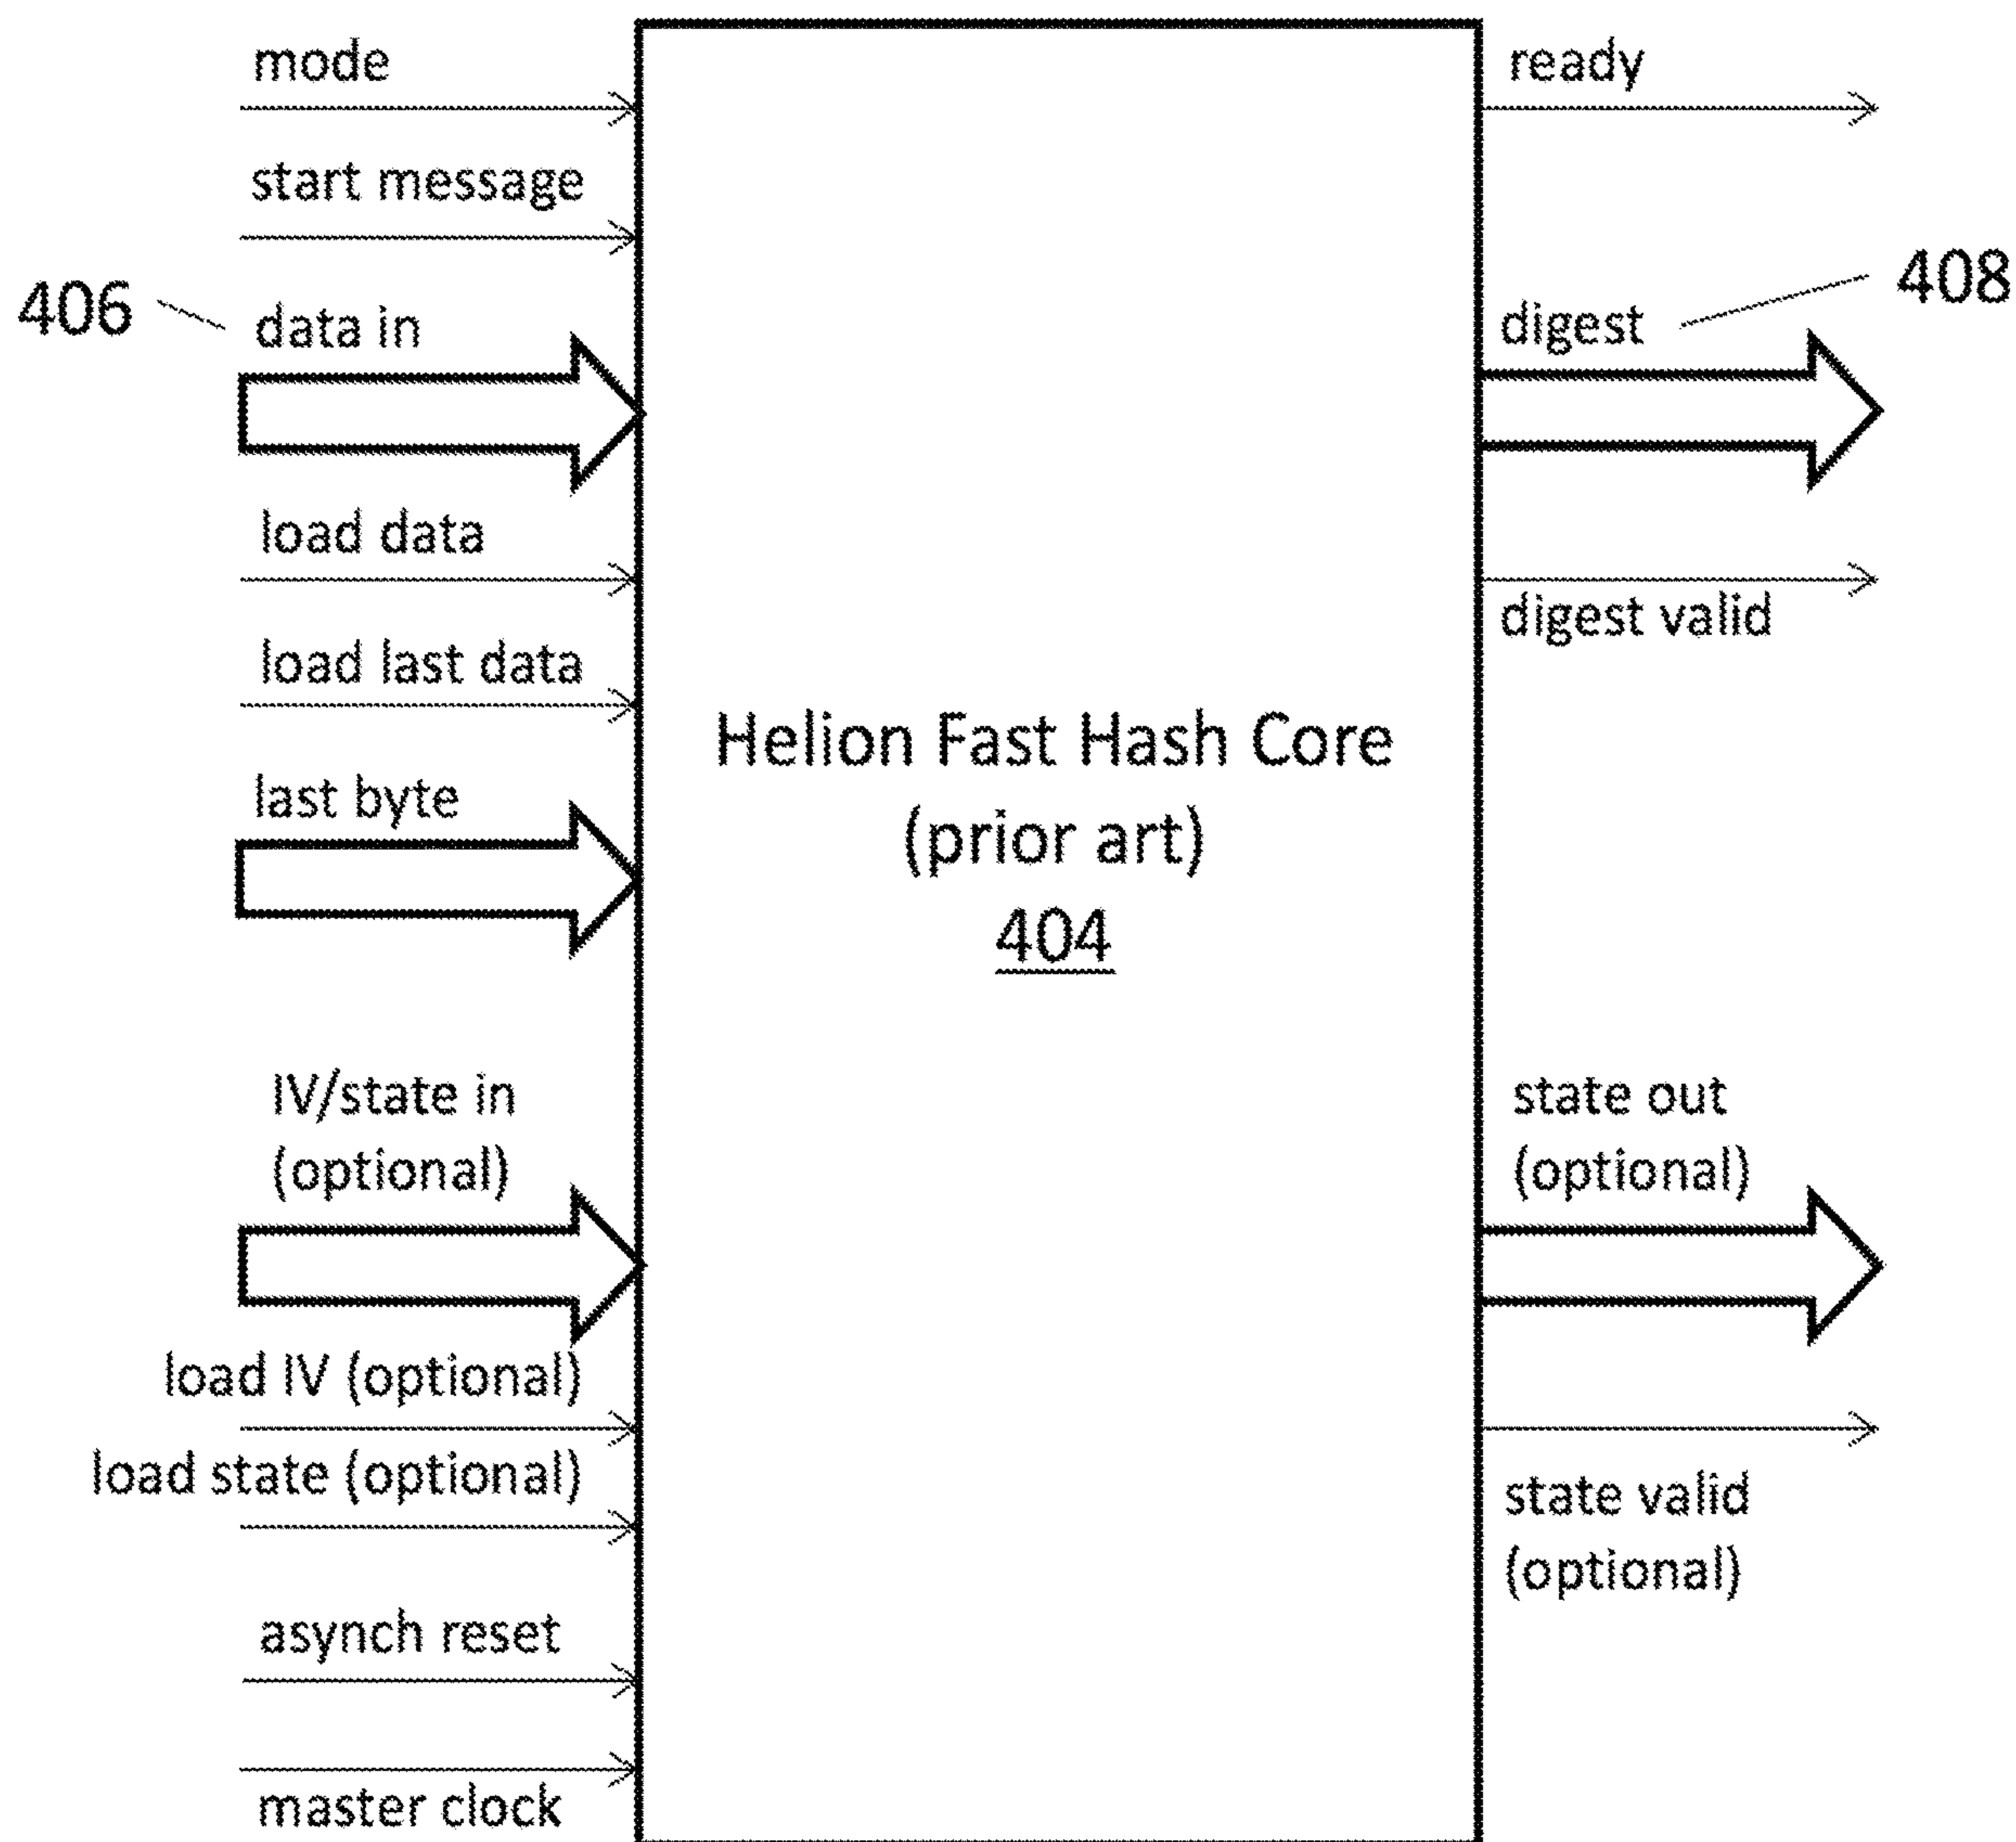 mode
start message
406
data in
load data
load last data
last byte
IV/state in
(optional)
load IV (optional)
load state (optional)
asynch reset
master clock
Helion Fast Hash Core
(prior art)
404
ready
408
digest
digest valid
state out
(optional)
state valid
(optional)